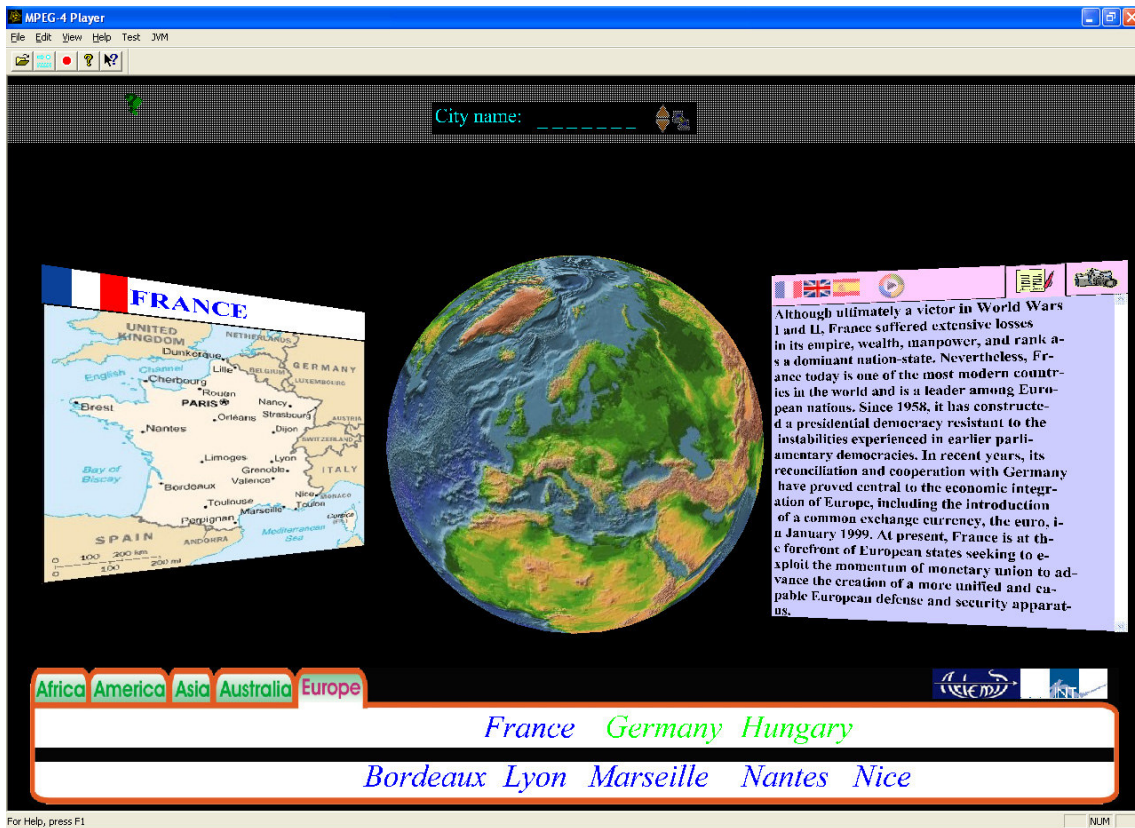 MPEG-4 Player
File Edit View Help Test JVM
City name: _ _ _ _ _ _ _
FRANCE
UNITED
KINGDOM
NETHERLANDS
Dunkerque
Lille
BELGIUM
GERMANY
LUXEMBOURG
English Channel
Cherbourg
Rouen
PARIS
Nancy
Strasbourg
Brest
Orléans
AUSTRIA
Nantes
Dijon
SWITZERLAND
Limoges
Lyon
Bay of
Biscay
Grenoble
ITALY
Valence
Bordeaux
Nice
MONACO
Toulouse
Marseille
Toulon
Perpignan
Corsica
SPAIN
ANDORRA
Mediterranean
Sea
0 100 200 km
0 100 200 mi
Although ultimately a victor in World Wars
I and II, France suffered extensive losses
in its empire, wealth, manpower, and rank a-
s a dominant nation-state. Nevertheless, Fr-
ance today is one of the most modern countr-
ies in the world and is a leader among Euro-
pean nations. Since 1958, it has constructe-
d a presidential democracy resistant to the
instabilities experienced in earlier parli-
amentary democracies. In recent years, its
reconciliation and cooperation with Germany
have proved central to the economic integr-
ation of Europe, including the introduction
of a common exchange currency, the euro, i-
n January 1999. At present, France is at th-
e forefront of European states seeking to e-
xploit the momentum of monetary union to ad-
vance the creation of a more unified and ca-
pable European defense and security apparat-
us.
Africa America Asia Australia Europe
INT
France Germany Hungary
Bordeaux Lyon Marseille Nantes Nice
For Help, press F1
NUM